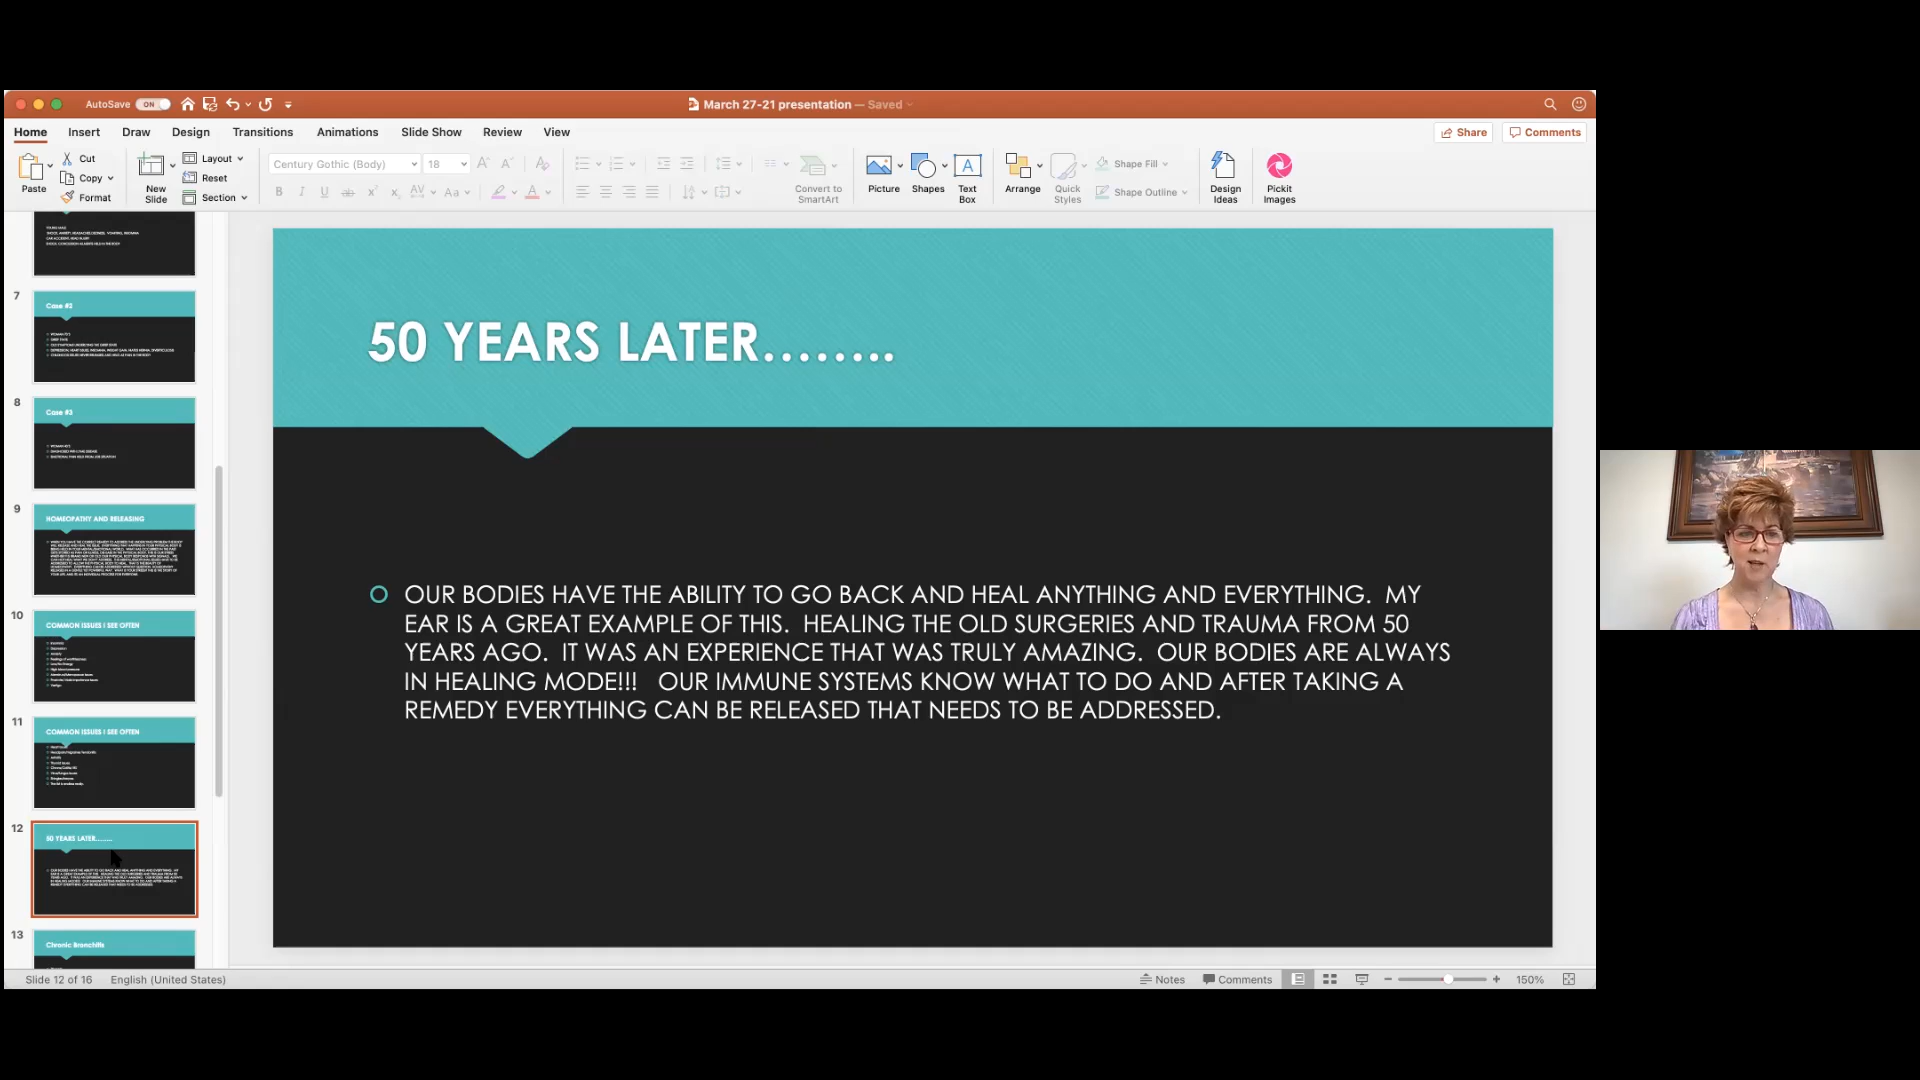 AutoSave ON
March 27-21 presentation — Saved
Home Insert Draw Design Transitions Animations Slide Show Review View
Share Comments
Paste
Cut
Copy
Format
New
Slide
Layout
Reset
Section
Century Gothic (Body) 18
Convert to
SmartArt
Picture
Shapes
Text
Box
Arrange
Quick
Styles
Shape Fill
Shape Outline
Design
Ideas
Pickit
Images
7
Case #2
8
Case #3
9
HOMEOPATHY AND RELEASING
10
COMMON ISSUES I SEE OFTEN
11
COMMON ISSUES I SEE OFTEN
12
50 YEARS LATER........
13
Chronic Bronchitis
50 YEARS LATER........
OUR BODIES HAVE THE ABILITY TO GO BACK AND HEAL ANYTHING AND EVERYTHING. MY
EAR IS A GREAT EXAMPLE OF THIS. HEALING THE OLD SURGERIES AND TRAUMA FROM 50
YEARS AGO. IT WAS AN EXPERIENCE THAT WAS TRULY AMAZING. OUR BODIES ARE ALWAYS
IN HEALING MODE!!! OUR IMMUNE SYSTEMS KNOW WHAT TO DO AND AFTER TAKING A
REMEDY EVERYTHING CAN BE RELEASED THAT NEEDS TO BE ADDRESSED.
Slide 12 of 16 English (United States)
Notes Comments 150%